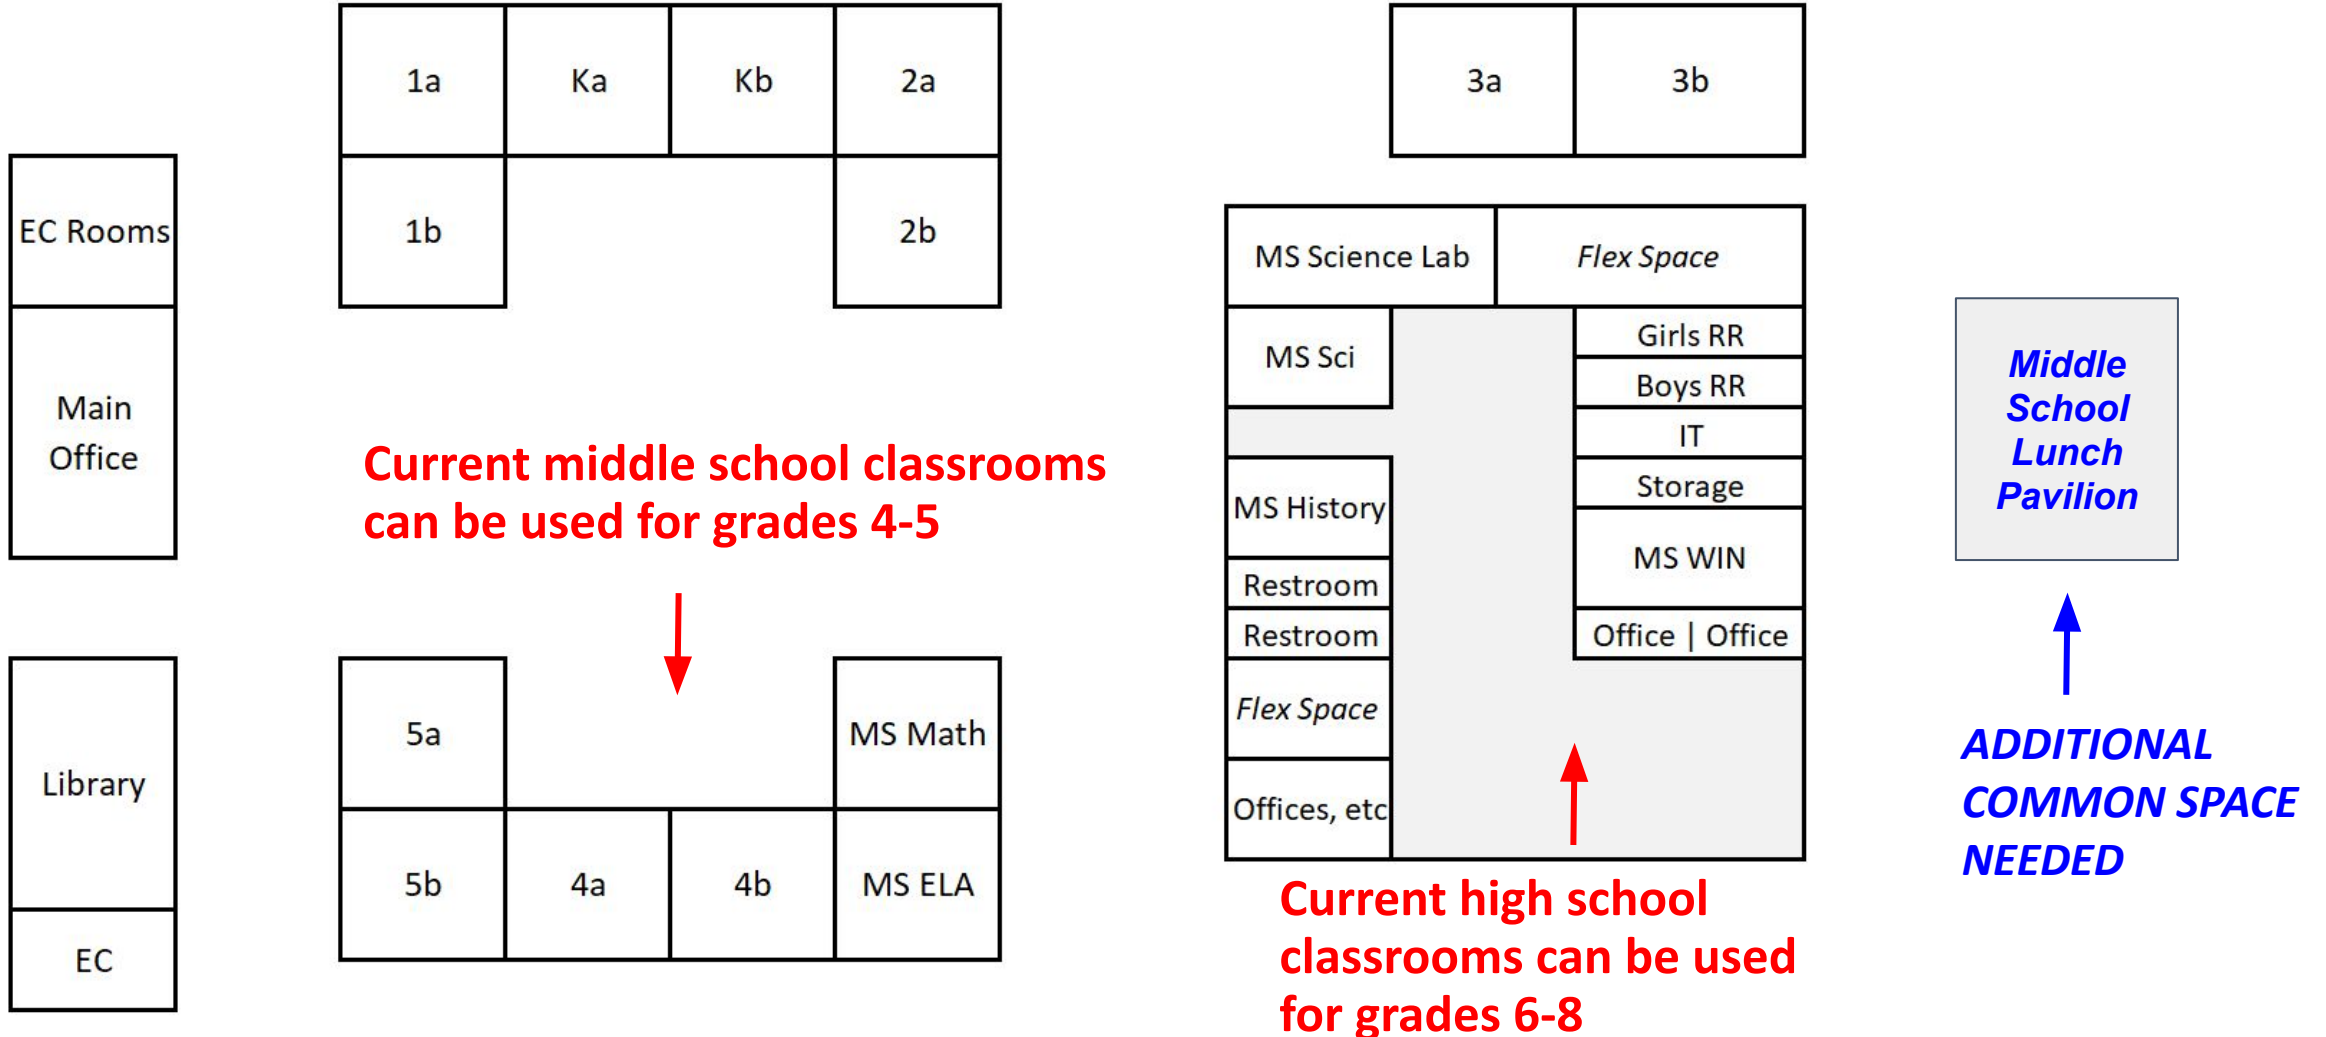 1a
Ka
Kb
2a
1b
2b
3a
3b
EC Rooms
Main
Office
Library
EC
Current middle school classrooms
can be used for grades 4-5
5a
MS Math
5b
4a
4b
MS ELA
MS Science Lab
Flex Space
MS Sci
Girls RR
Boys RR
IT
Storage
MS History
MS WIN
Restroom
Restroom
Office | Office
Flex Space
Offices, etc
Current high school
classrooms can be used
for grades 6-8
Middle
School
Lunch
Pavilion
ADDITIONAL
COMMON SPACE
NEEDED